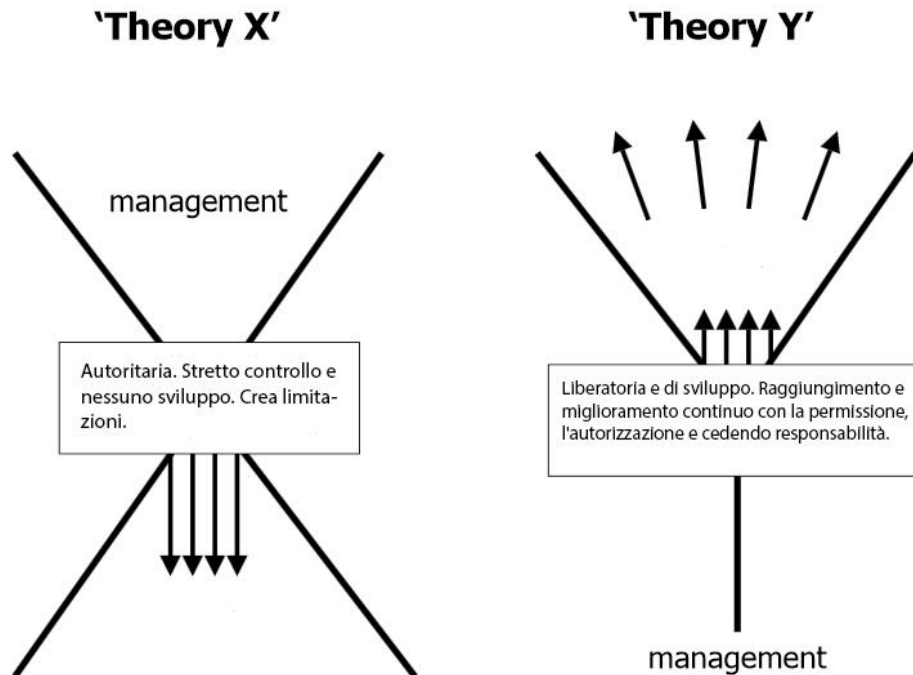 ‘Theory X’
management
Autoritaria. Stretto controllo e
nessuno sviluppo. Crea limita-
zioni.
‘Theory Y’
Liberatoria e di sviluppo. Raggiungimento e
miglioramento continuo con la permissione,
l'autorizzazione e cedendo responsabilità.
management